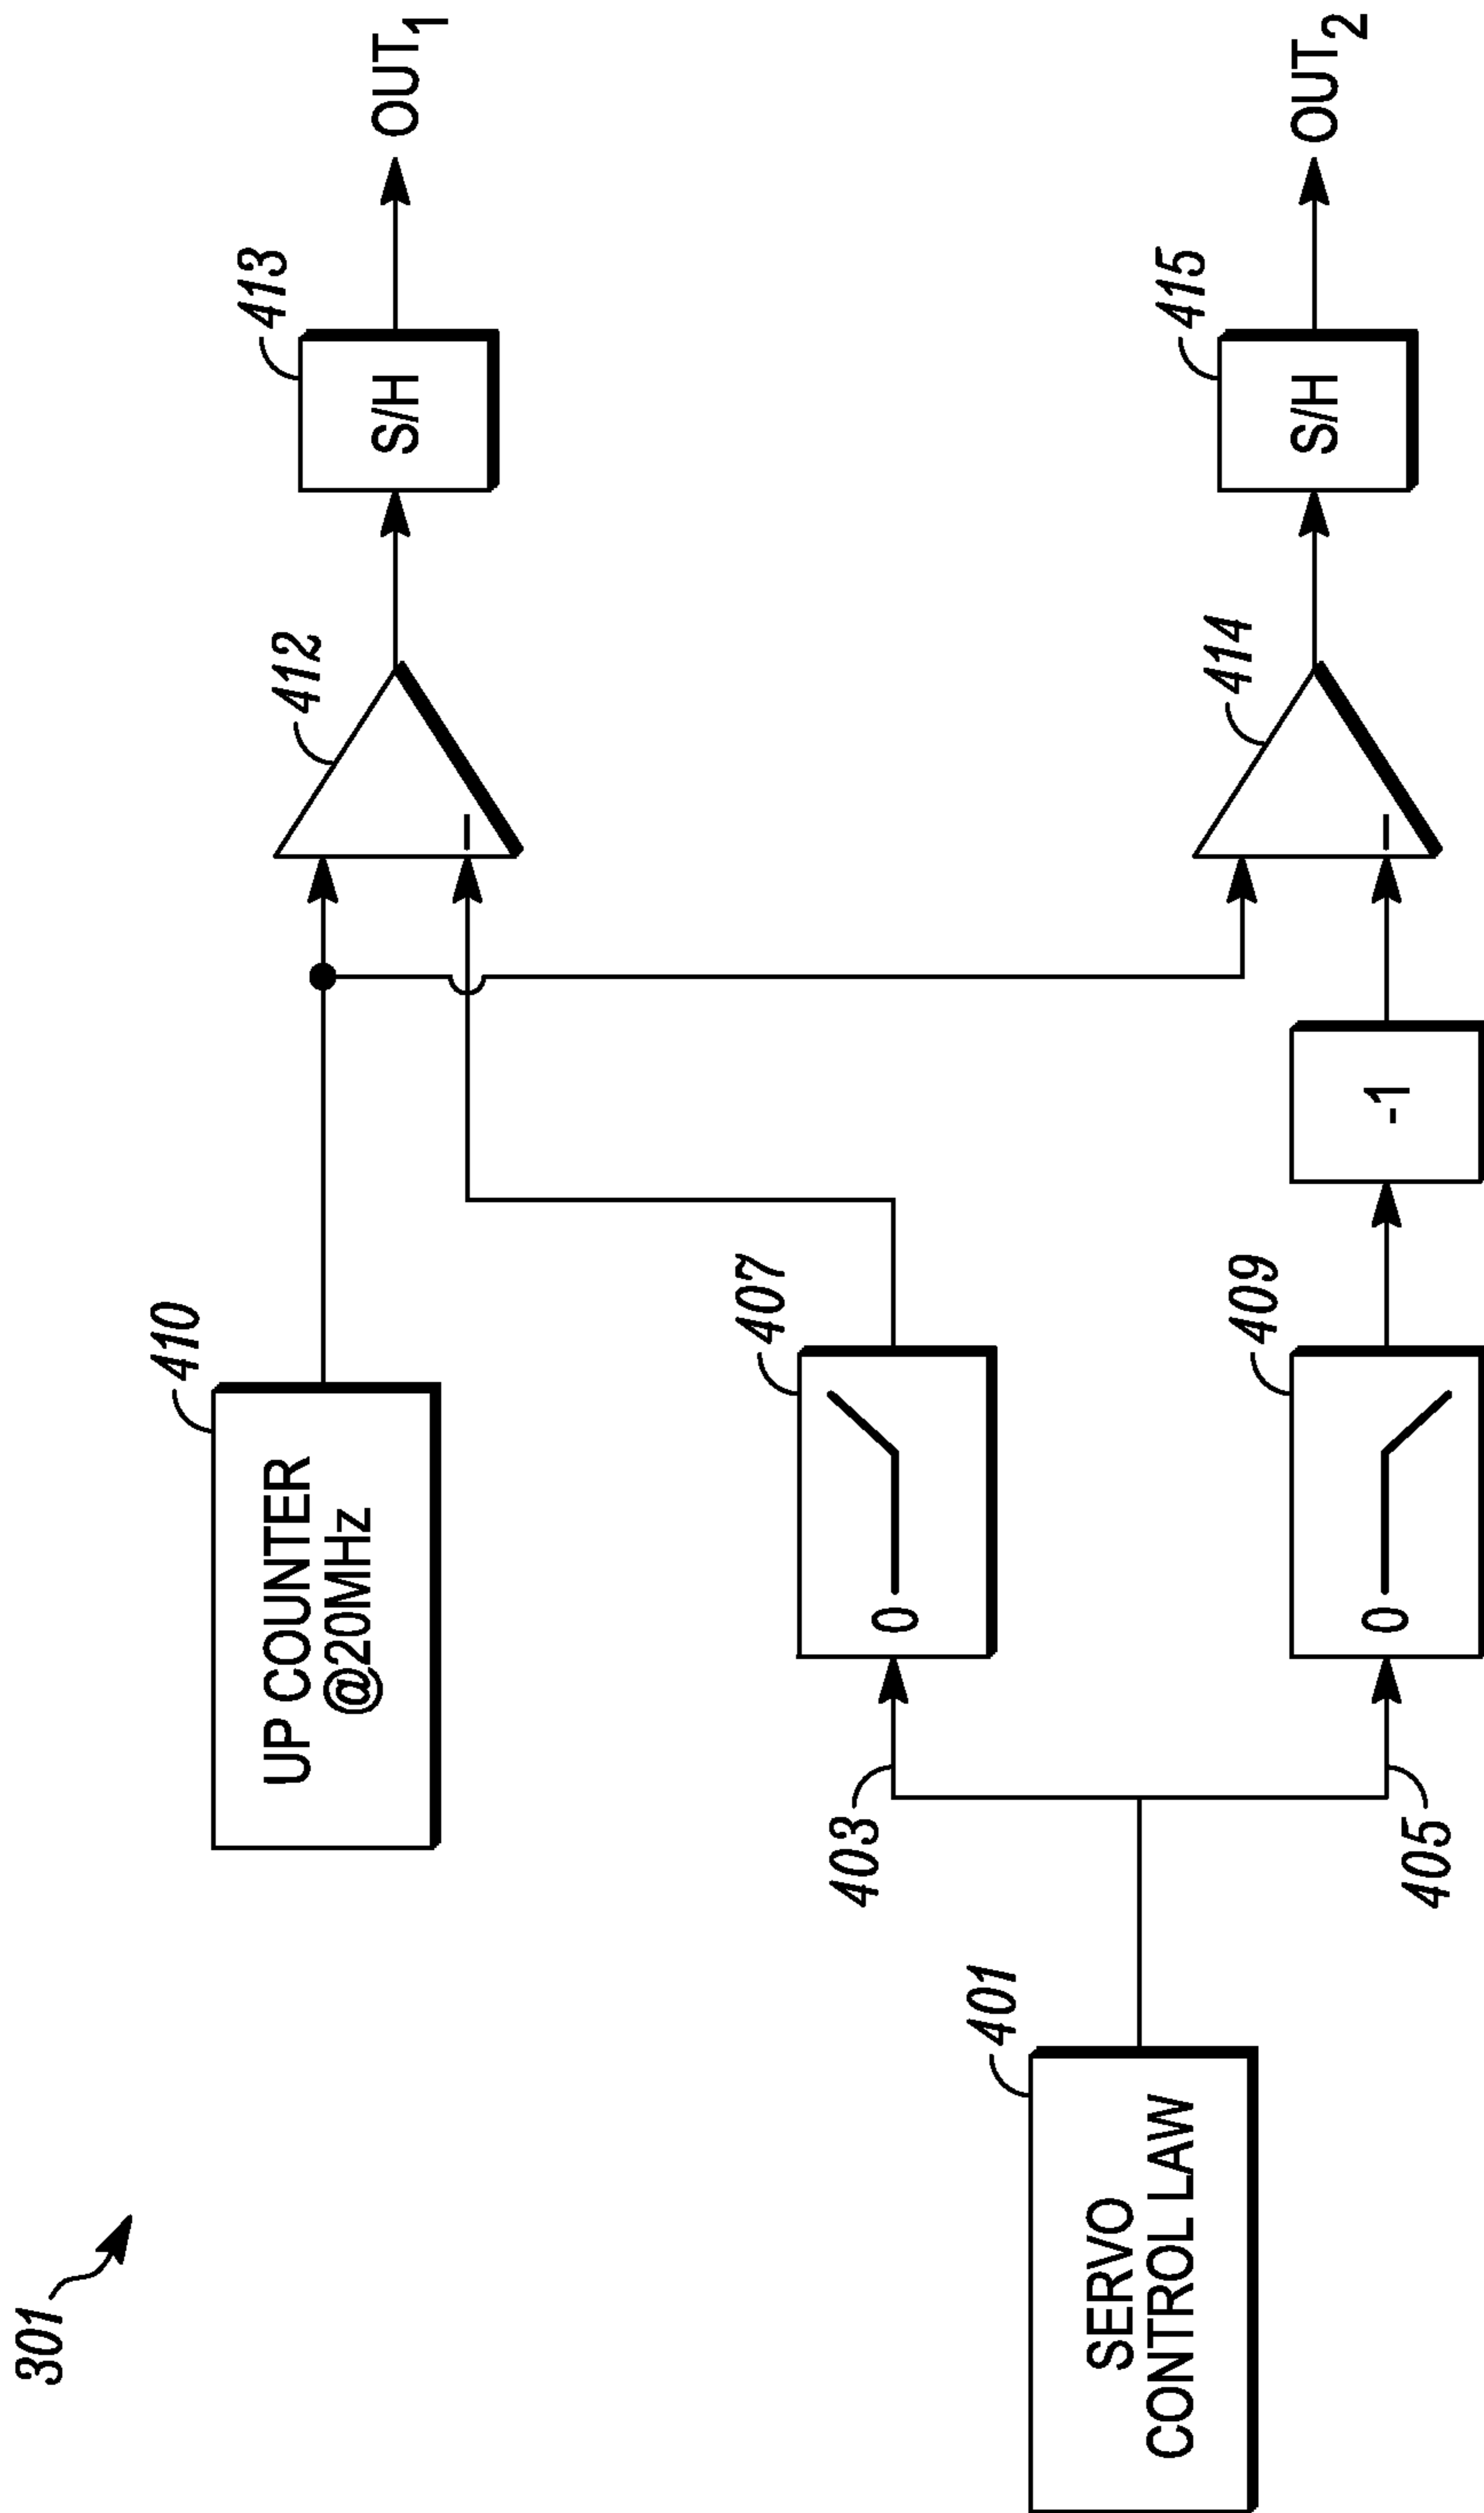 301
410
UP COUNTER
@20MHz
412
413
S/H
OUT1
403
407
0
401
SERVO
CONTROL LAW
405
409
0
-1
–
–
414
415
S/H
OUT2